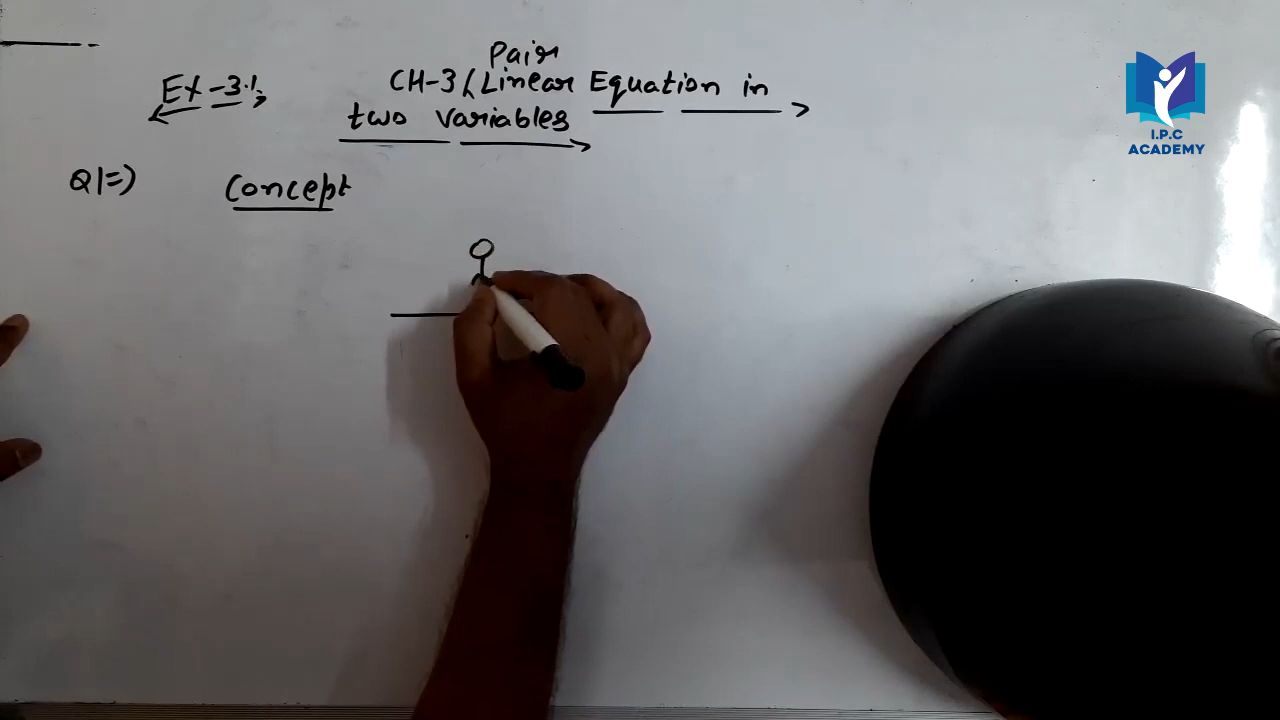 Pair
Ex-3.1. CH-3 (Linear Equation in
two variables
Q1=) Concept
I.P.C
ACADEMY